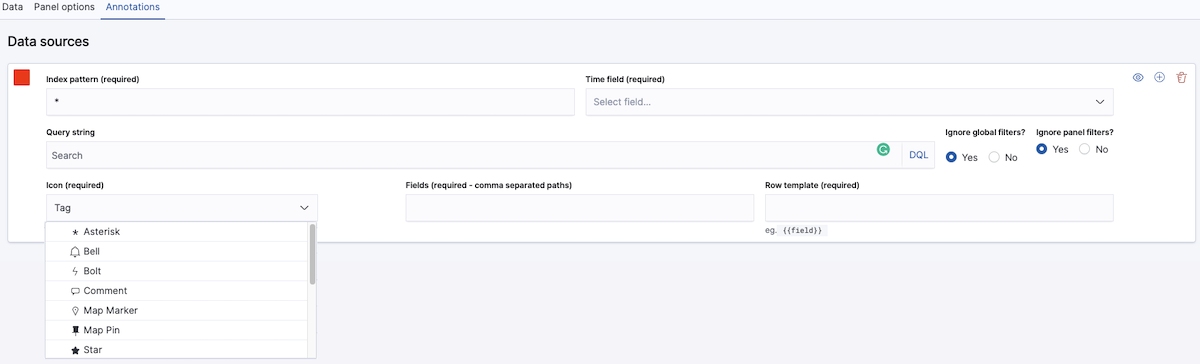 Data Panel options Annotations
Data sources
Index pattern (required) Time field (required)
* Select field...
Query string Ignore global filters? Ignore panel filters?
Search DQL Yes No Yes No
Icon (required) Fields (required - comma separated paths) Row template (required)
Tag
eg. {{field}}
Asterisk
Bell
Bolt
Comment
Map Marker
Map Pin
Star